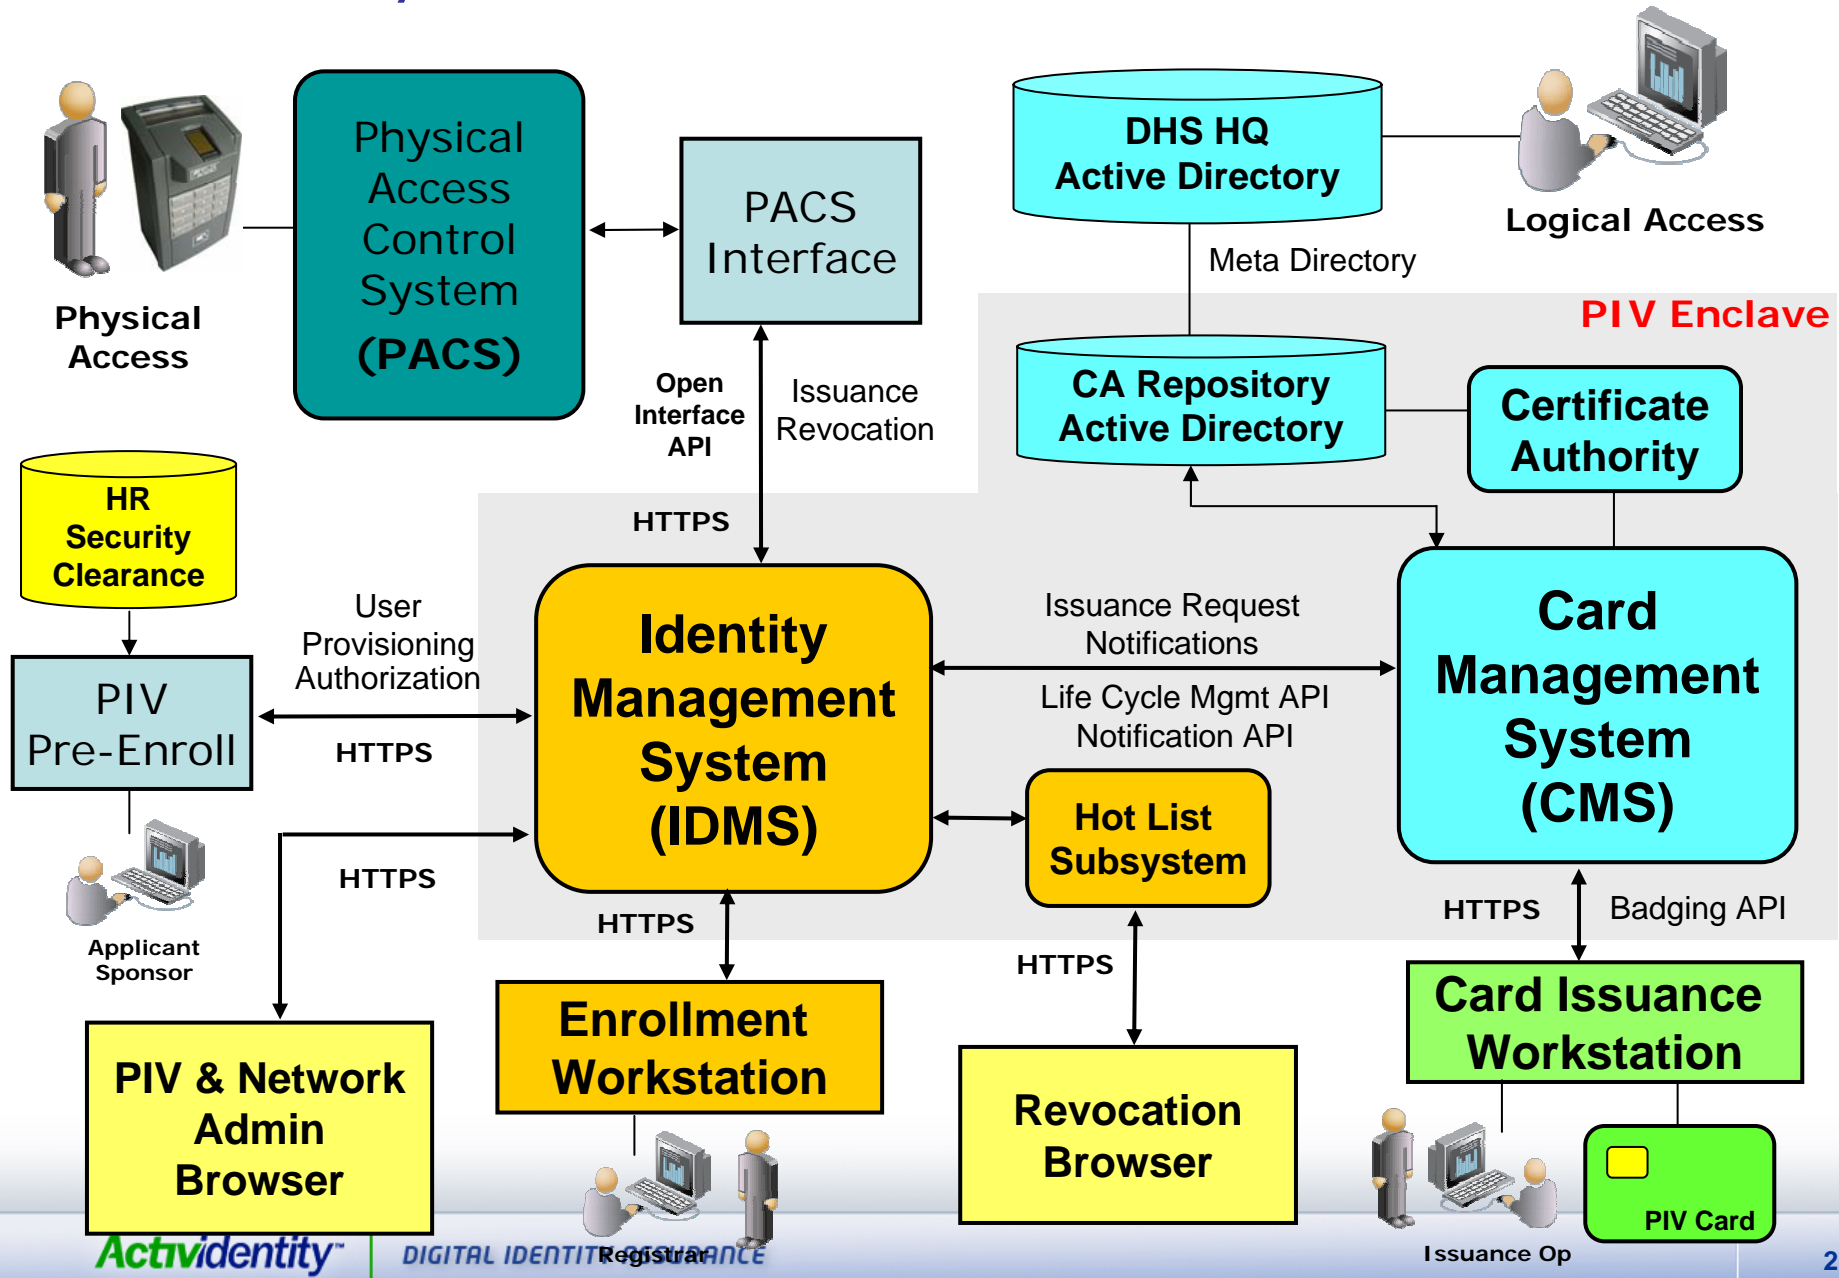 Physical
Access
Control
System
(PACS)
PACS
Interface
DHS HQ
Active Directory
Logical Access
Physical
Access
Meta Directory
PIV Enclave
Open
Interface
API
Issuance
Revocation
CA Repository
Active Directory
Certificate
Authority
HR
Security
Clearance
HTTPS
User
Provisioning
Authorization
HTTPS
PIV
Pre-Enroll
Identity
Management
System
(IDMS)
Issuance Request
Notifications
Life Cycle Mgmt API
Notification API
Card
Management
System
(CMS)
Hot List
Subsystem
HTTPS
Applicant
Sponsor
HTTPS
HTTPS
HTTPS
Badging API
PIV & Network
Admin
Browser
Enrollment
Workstation
Revocation
Browser
Card Issuance
Workstation
PIV Card
Registrar
Issuance Op
ActivIdentity™
DIGITAL IDENTITY ASSURANCE
2